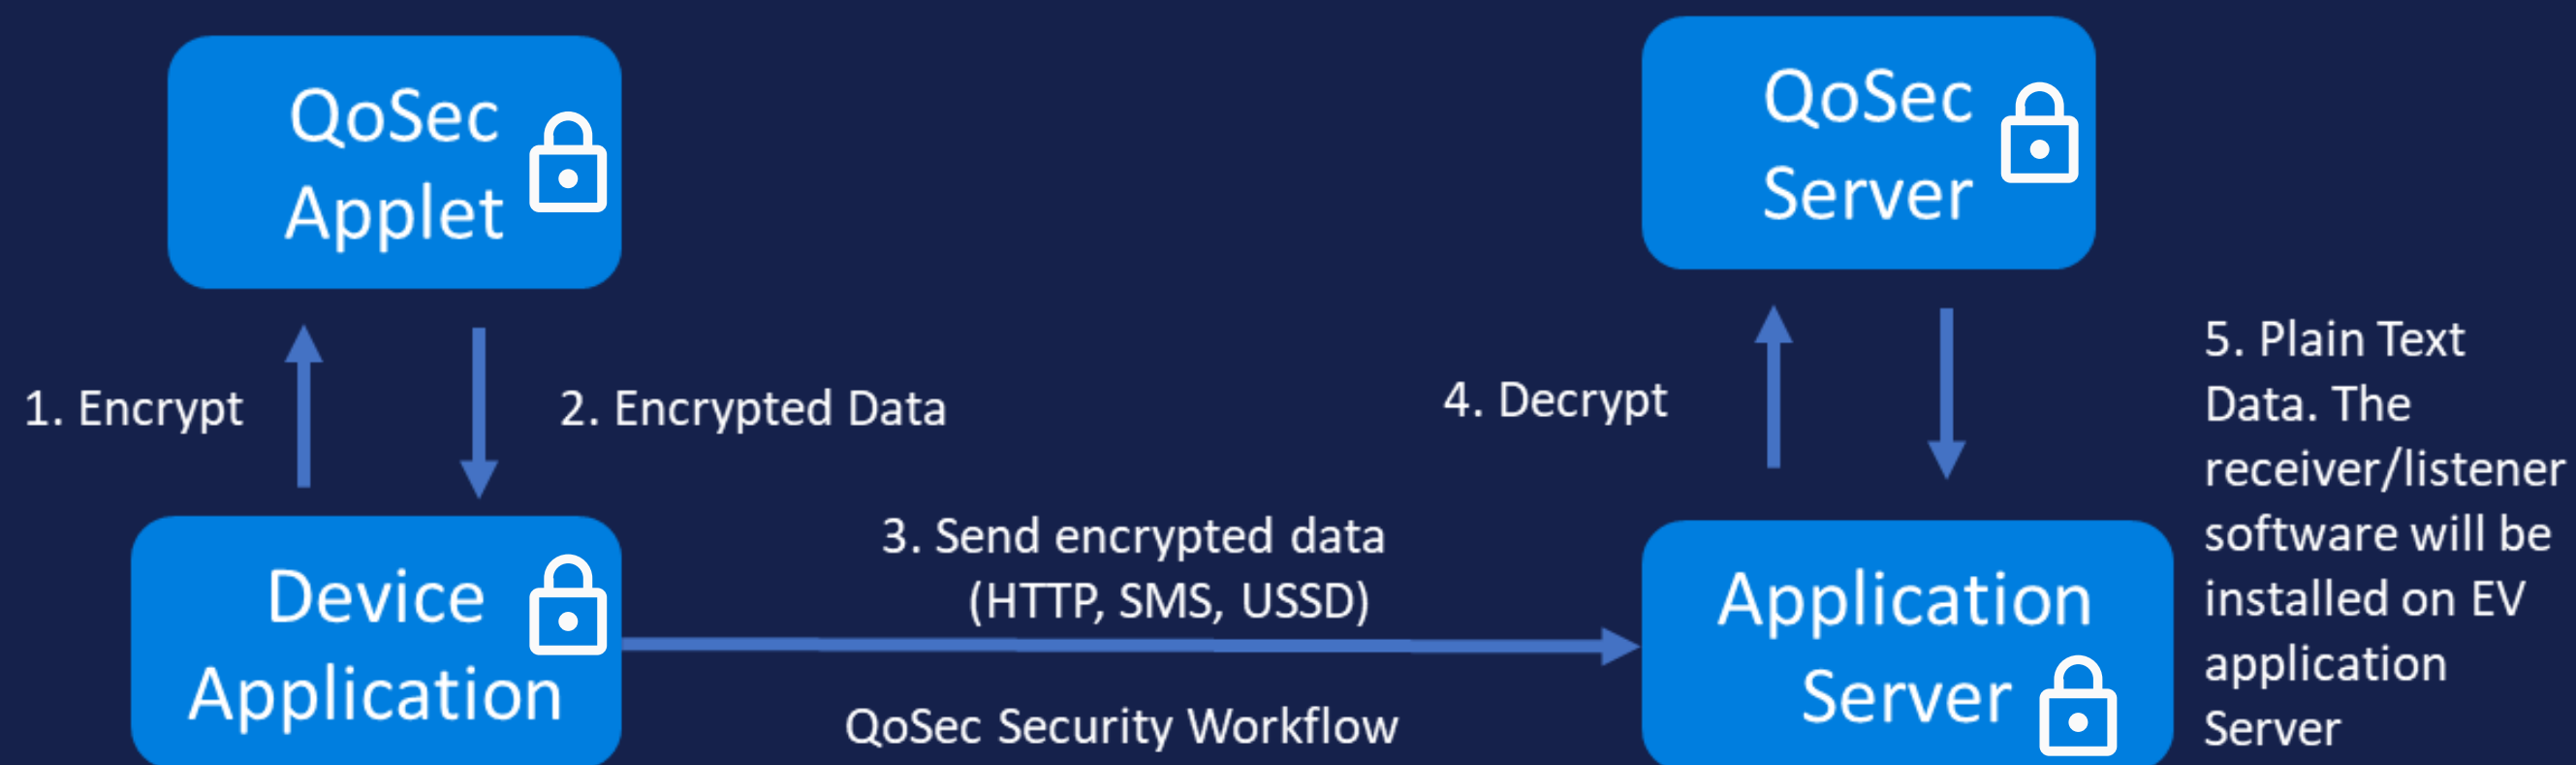 QoSec
Applet
QoSec
Server
1. Encrypt
2. Encrypted Data
4. Decrypt
5. Plain Text
Data. The
receiver/listener
software will be
installed on EV
application
Server
3. Send encrypted data
(HTTP, SMS, USSD)
Device
Application
Application
Server
QoSec Security Workflow